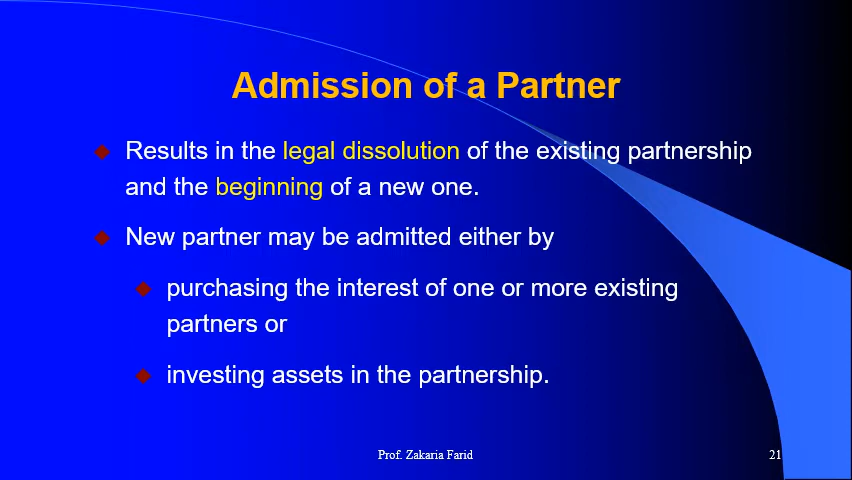 Admission of a Partner
Results in the legal dissolution of the existing partnership
and the beginning of a new one.
New partner may be admitted either by
purchasing the interest of one or more existing
partners or
investing assets in the partnership.
Prof. Zakaria Farid
21